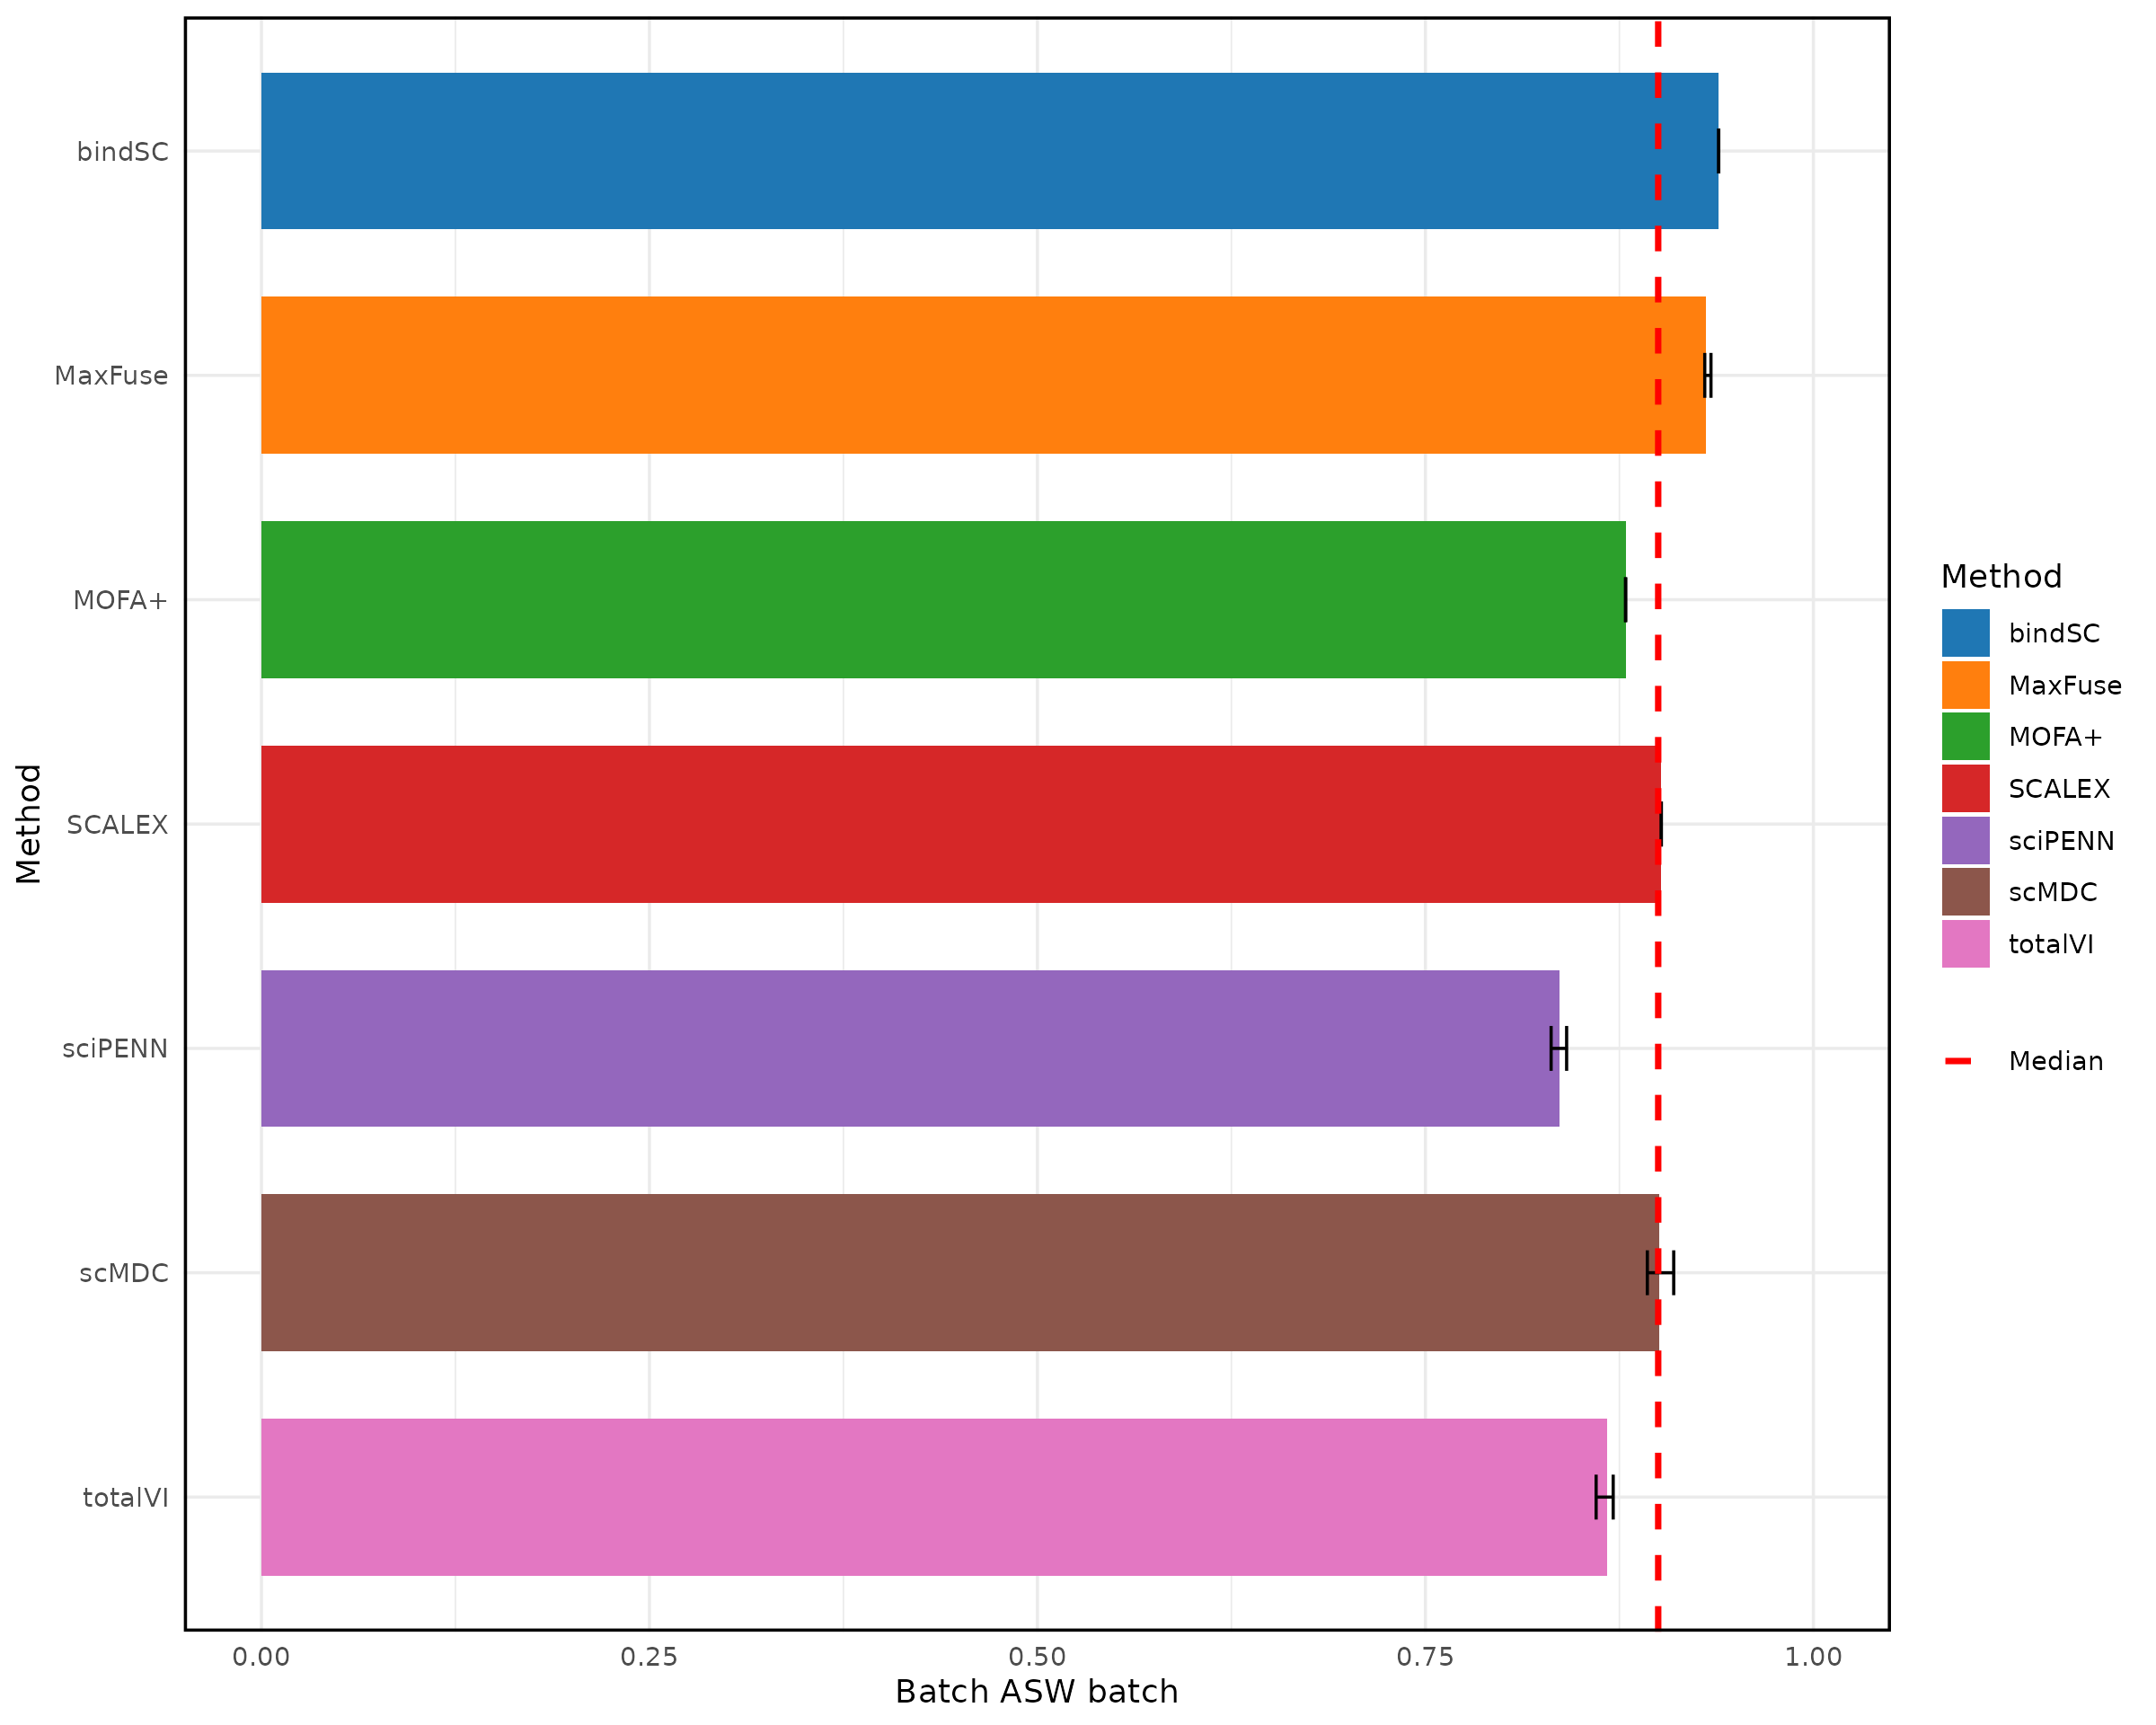 bindSC
MaxFuse
MOFA+
SCALEX
sciPENN
scMDC
totalVI
Method
0.00 0.25 0.50 0.75 1.00
Batch ASW batch
Method
bindSC
MaxFuse
MOFA+
SCALEX
sciPENN
scMDC
totalVI
Median